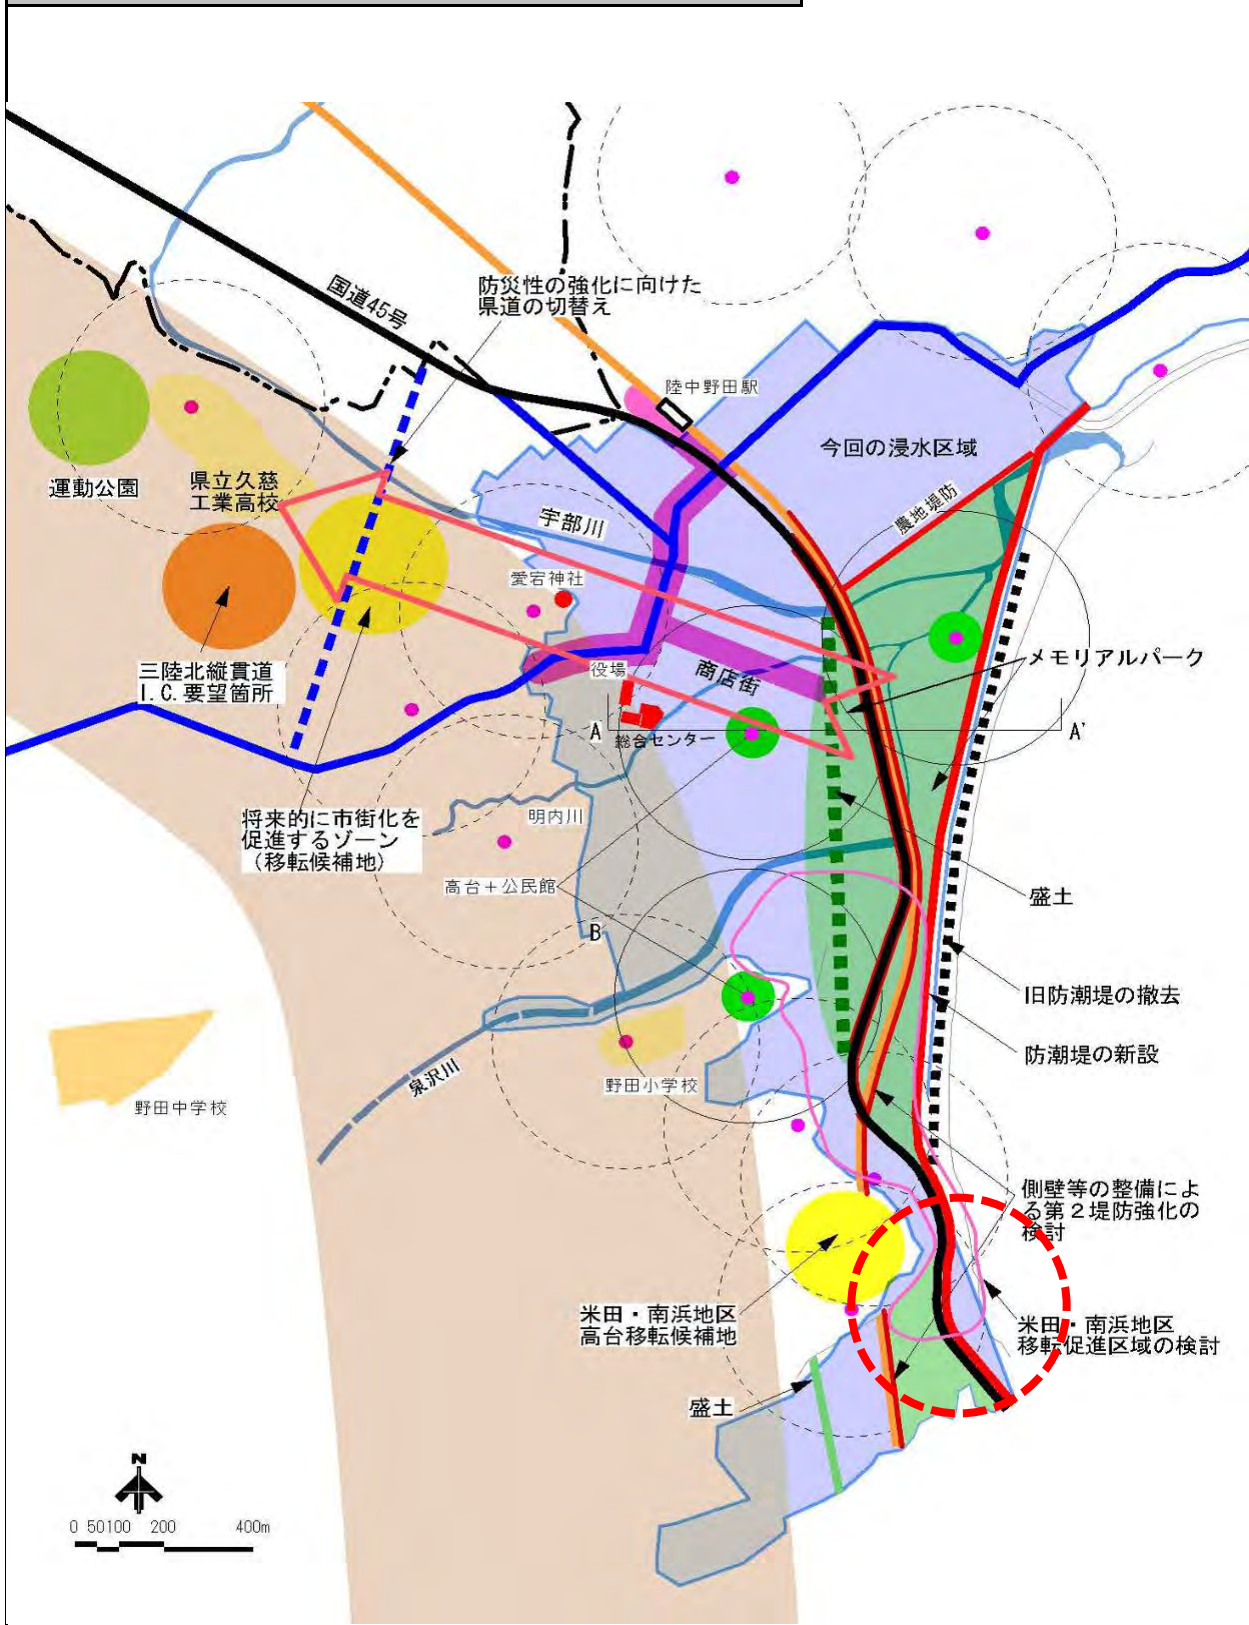 防災性の強化に向けた
県道の切替え
国道45号
陸中野田駅
今回の浸水区域
運動公園
県立久慈
工業高校
農地堤防
宇部川
愛宕神社
三陸北縦貫道
I.C.要望箇所
役場
商店街
メモリアルパーク
A
A'
総合センター
将来的に市街化を
促進するゾーン
(移転候補地)
明内川
高台＋公民館
盛土
B
旧防潮堤の撤去
防潮堤の新設
泉沢川
野田小学校
野田中学校
側壁等の整備によ
る第2堤防強化の
検討
米田・南浜地区
高台移転候補地
米田・南浜地区
移転促進区域の検討
盛土
N
0 50100 200 400m